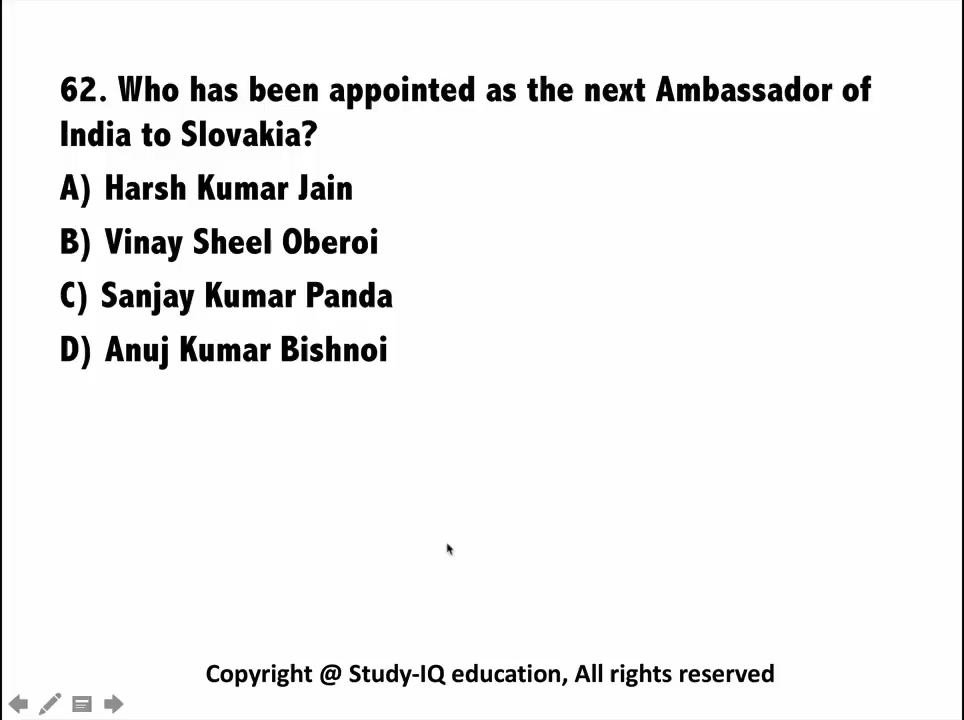 62. Who has been appointed as the next Ambassador of
India to Slovakia?
A) Harsh Kumar Jain
B) Vinay Sheel Oberoi
C) Sanjay Kumar Panda
D) Anuj Kumar Bishnoi
Copyright @ Study-IQ education, All rights reserved